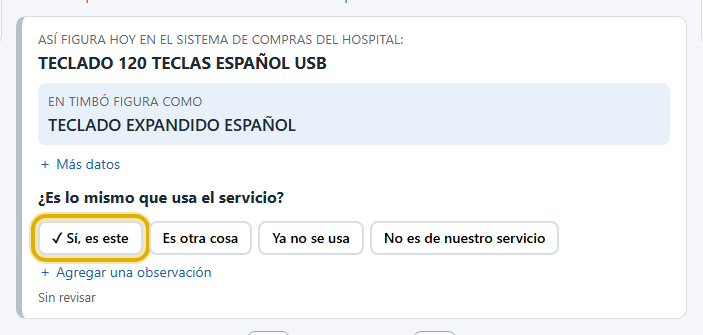 ASÍ FIGURA HOY EN EL SISTEMA DE COMPRAS DEL HOSPITAL:
TECLADO 120 TECLAS ESPAÑOL USB
EN TIMBÓ FIGURA COMO
TECLADO EXPANDIDO ESPAÑOL
+ Más datos
¿Es lo mismo que usa el servicio?
✓ Sí, es este Es otra cosa Ya no se usa No es de nuestro servicio
+ Agregar una observación
Sin revisar